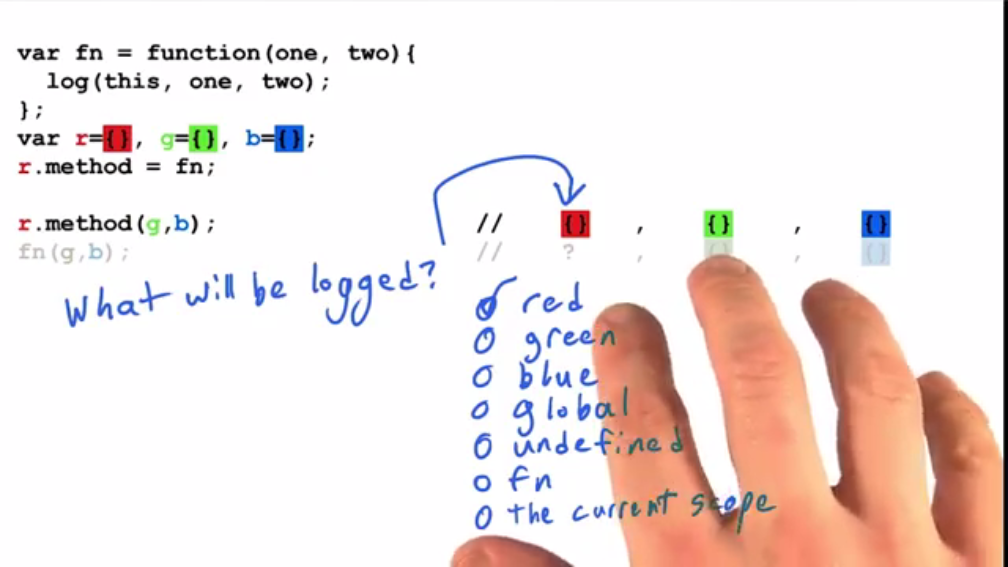 var fn = function(one, two){
log(this, one, two);
};
var r={}, g={}, b={};
r.method = fn;
r.method(g,b); // {} , {} , {}
fn(g,b); // ? , {} , {}
What will be logged?
red
green
blue
global
undefined
fn
the current scope